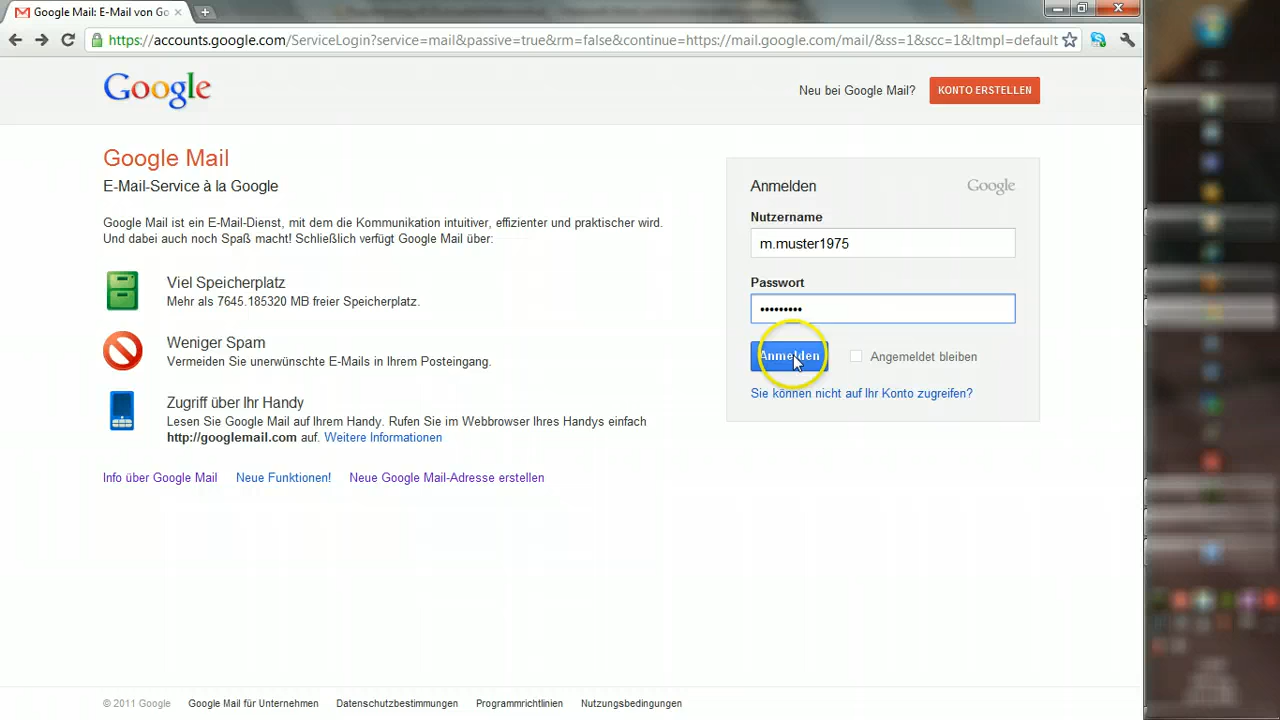 Google Mail: E-Mail von Go
https://accounts.google.com/ServiceLogin?service=mail&passive=true&rm=false&continue=https://mail.google.com/mail/&ss=1&scc=1&ltmpl=default
Google
Neu bei Google Mail?
KONTO ERSTELLEN
Google Mail
E-Mail-Service à la Google
Google Mail ist ein E-Mail-Dienst, mit dem die Kommunikation intuitiver, effizienter und praktischer wird.
Und dabei auch noch Spaß macht! Schließlich verfügt Google Mail über:
Viel Speicherplatz
Mehr als 7645.185320 MB freier Speicherplatz.
Weniger Spam
Vermeiden Sie unerwünschte E-Mails in Ihrem Posteingang.
Zugriff über Ihr Handy
Lesen Sie Google Mail auf Ihrem Handy. Rufen Sie im Webbrowser Ihres Handys einfach
http://googlemail.com auf. Weitere Informationen
Info über Google Mail Neue Funktionen! Neue Google Mail-Adresse erstellen
Anmelden Google
Nutzername
m.muster1975
Passwort
•••••••••
Anmelden Angemeldet bleiben
Sie können nicht auf Ihr Konto zugreifen?
© 2011 Google Google Mail für Unternehmen Datenschutzbestimmungen Programmrichtlinien Nutzungsbedingungen